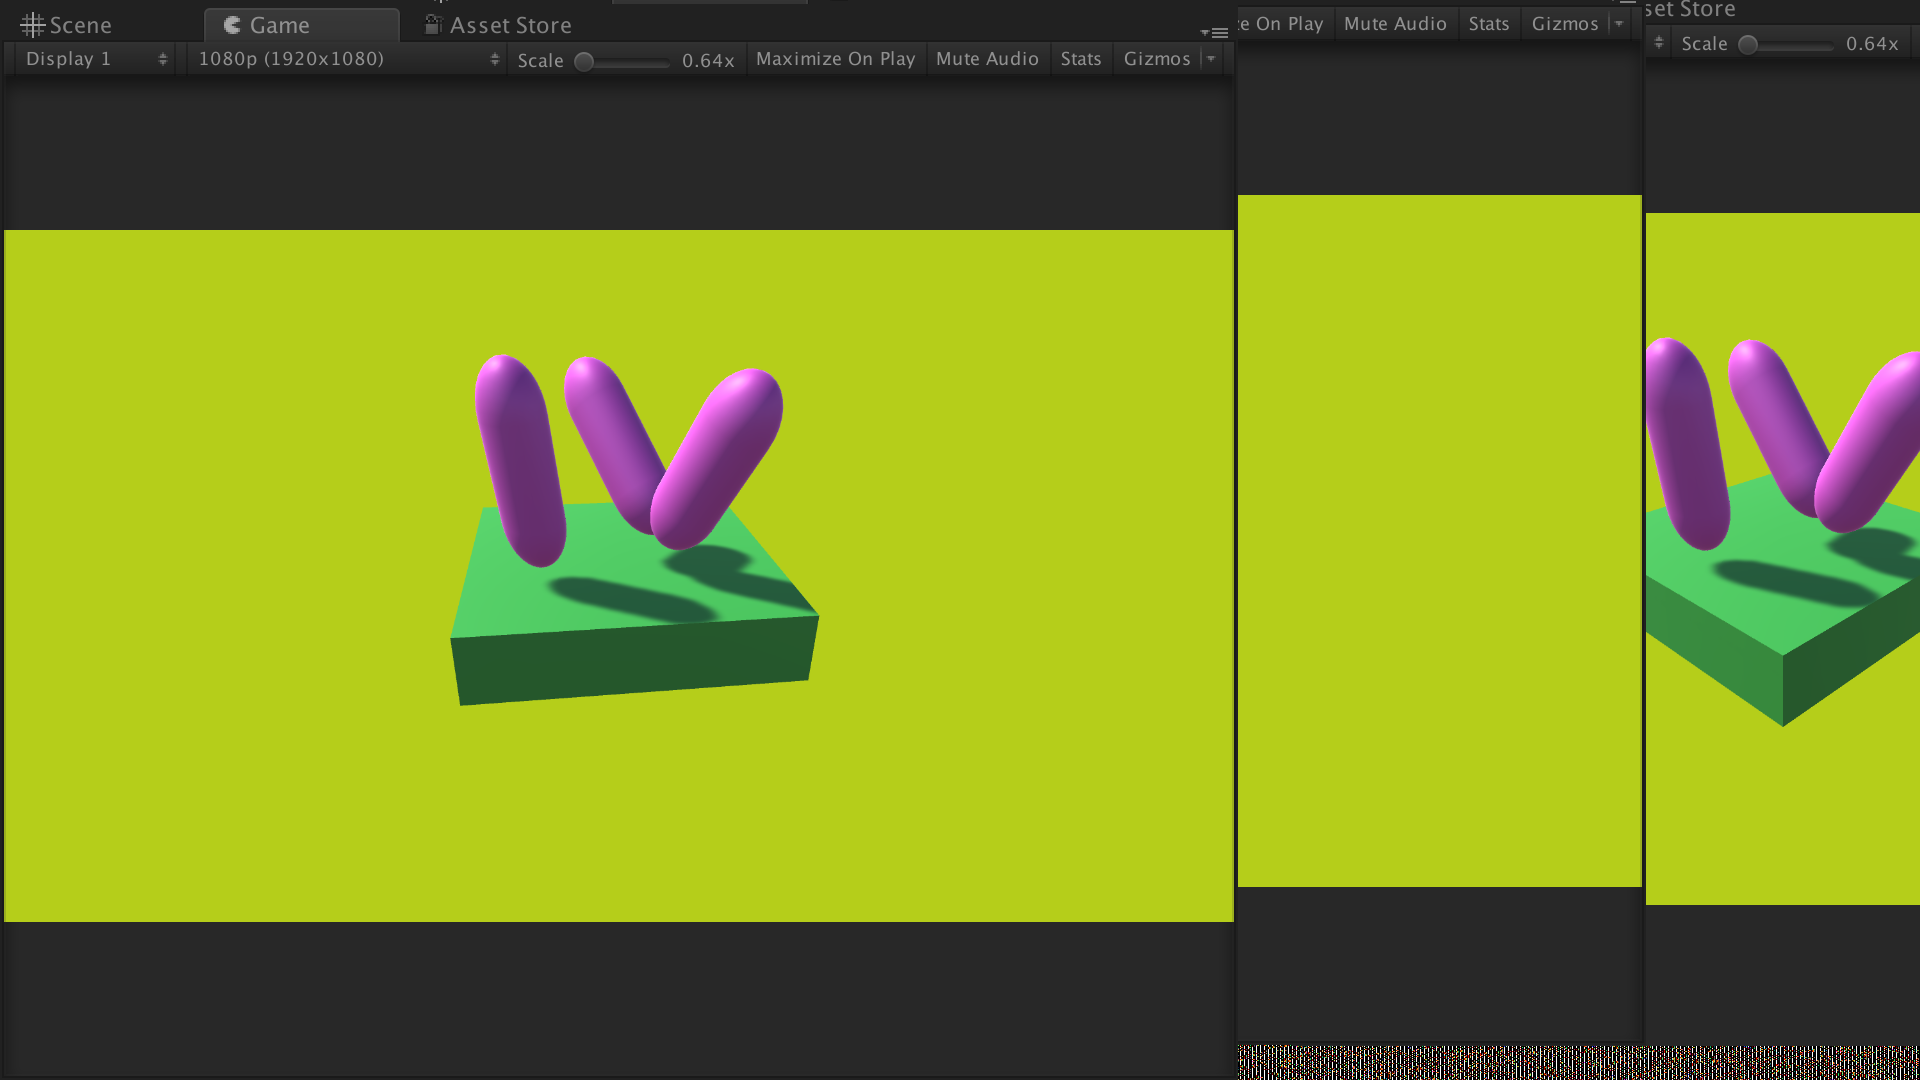 Scene
Game
Asset Store
Display 1
1080p (1920x1080)
Scale
0.64x
Maximize On Play
Mute Audio
Stats
Gizmos
On Play
Mute Audio
Stats
Gizmos
Store
Scale
0.64x